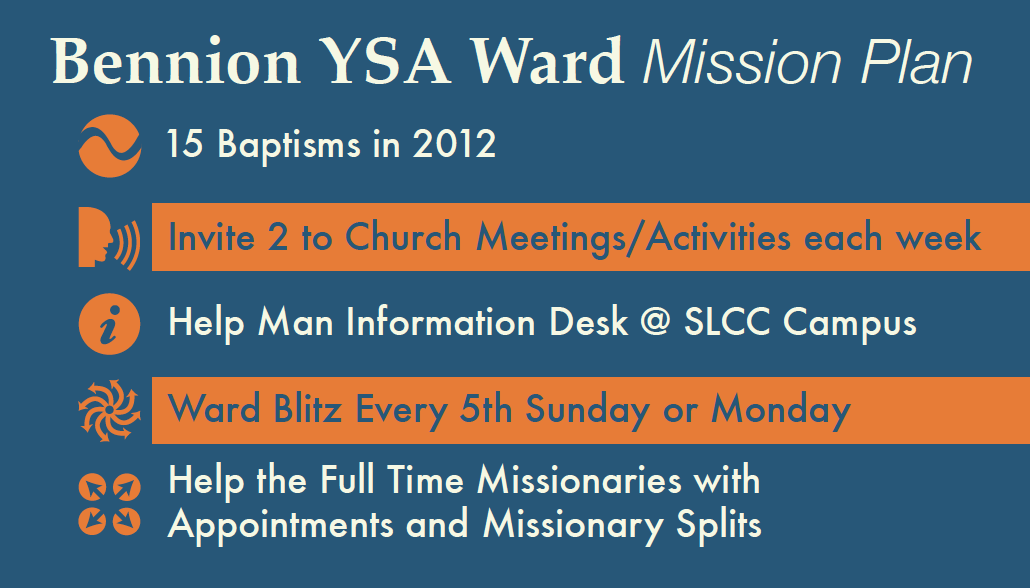 Bennion YSA Ward Mission Plan
15 Baptisms in 2012
Invite 2 to Church Meetings/Activities each week
i Help Man Information Desk @ SLCC Campus
Ward Blitz Every 5th Sunday or Monday
Help the Full Time Missionaries with
Appointments and Missionary Splits